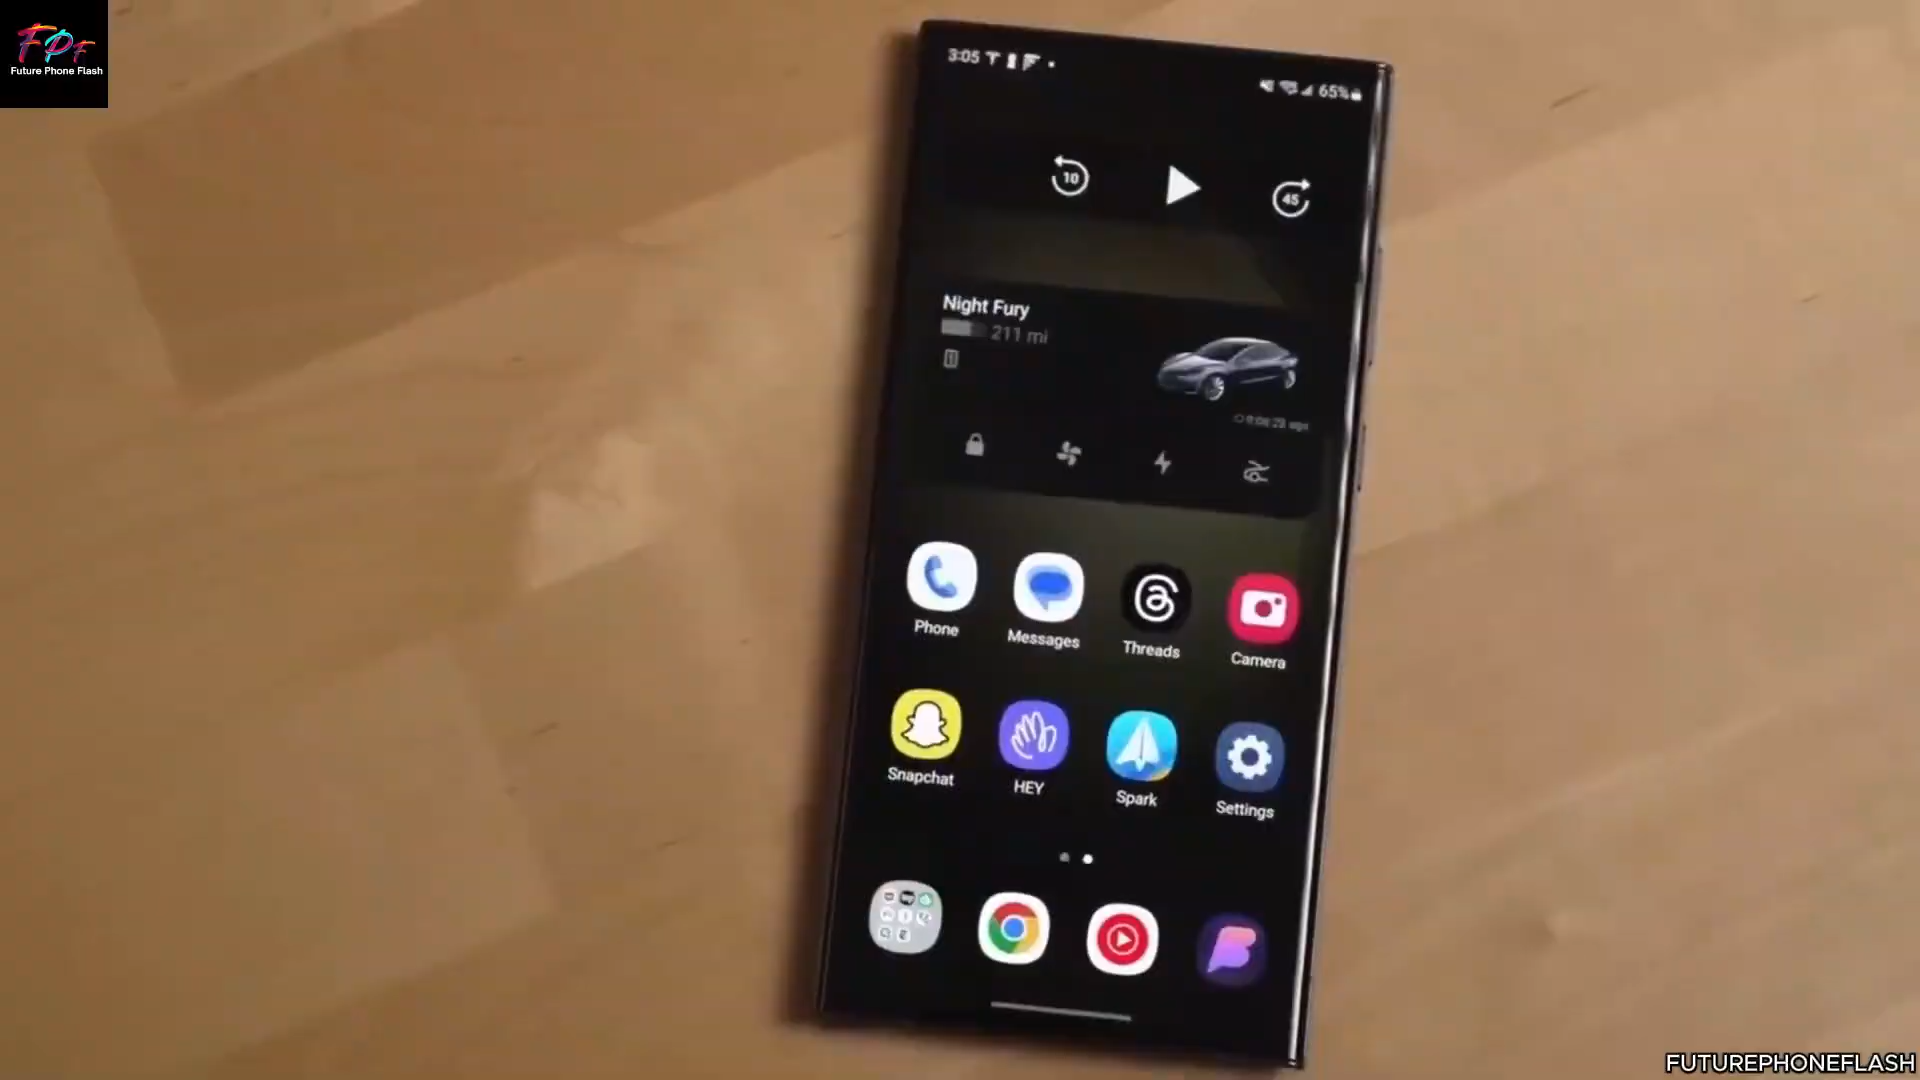 FPF
Future Phone Flash
3:05
65%
10
45
Night Fury
211 mi
Phone
Messages
Threads
Camera
Snapchat
HEY
Spark
Settings
FUTUREPHONEFLASH